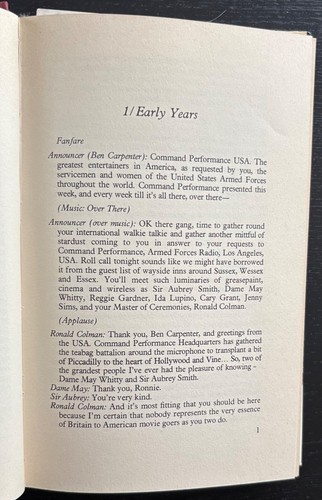 1/Early Years
Fanfare
Announcer (Ben Carpenter): Command Performance USA. The
greatest entertainers in America, as requested by you, the
servicemen and women of the United States Armed Forces
throughout the world. Command Performance presented this
week, and every week till it's all there, over there—
(Music: Over There)
Announcer (over music): OK there gang, time to gather round
your international walkie talkie and gather another mittful of
stardust coming to you in answer to your requests to
Command Performance, Armed Forces Radio, Los Angeles,
USA. Roll call tonight sounds like we might have borrowed it
from the guest list of wayside inns around Sussex, Wessex
and Essex. You'll meet such luminaries of greasepaint,
cinema and wireless as Sir Aubrey Smith, Dame May
Whitty, Reggie Gardner, Ida Lupino, Cary Grant, Jenny
Sims, and your Master of Ceremonies, Ronald Colman.
(Applause)
Ronald Colman: Thank you, Ben Carpenter, and greetings from
the USA. Command Performance Headquarters has gathered
the teabag battalion around the microphone to transplant a bit
of Piccadilly to the heart of Hollywood and Vine... So, two of
the grandest people I've ever had the pleasure of knowing –
Dame May Whitty and Sir Aubrey Smith.
Dame May: Thank you, Ronnie.
Sir Aubrey: You're very kind.
Ronald Colman: And it's most fitting that you should be here
because I'm certain that nobody represents the very essence
of Britain to American movie goers as you two do.
1